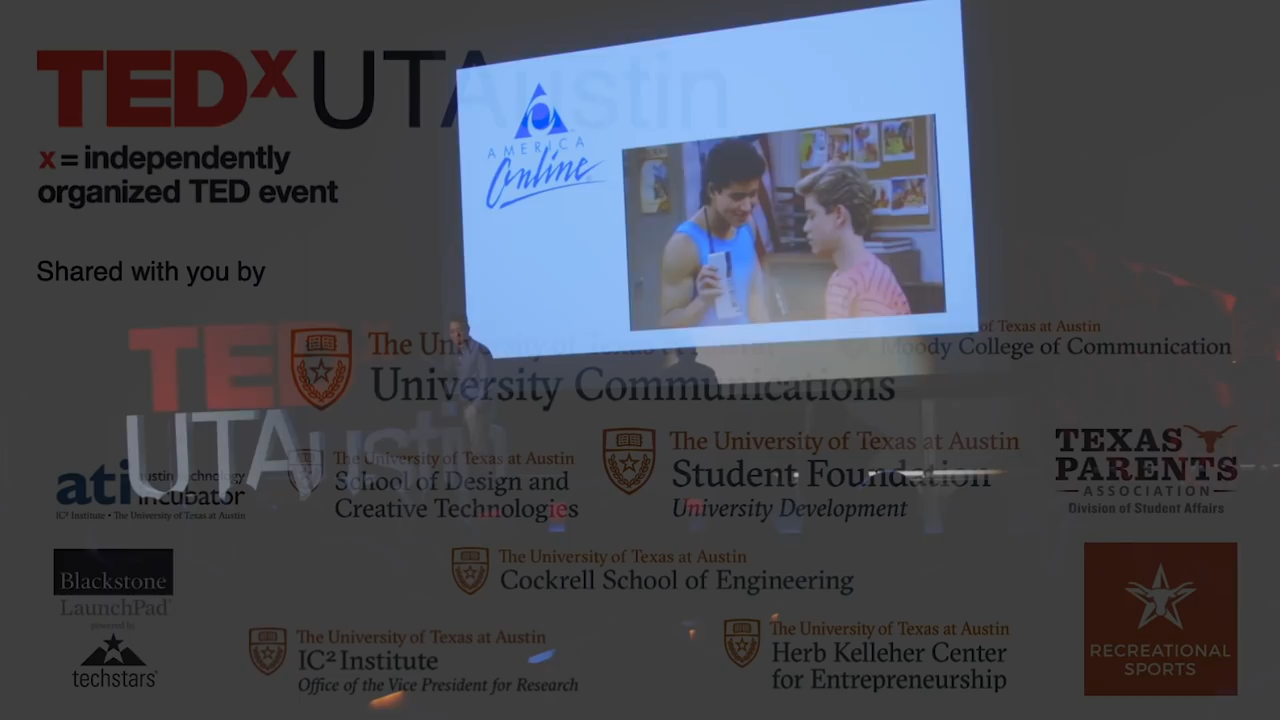 TEDxUTAustin
x = independently
organized TED event
AMERICA
Online
Shared with you by
TED
UTAustin
The University of Texas at Austin
University Communications
of Texas at Austin
Moody College of Communication
ati
austin technology
incubator
IC² Institute • The University of Texas at Austin
The University of Texas at Austin
School of Design and
Creative Technologies
The University of Texas at Austin
Student Foundation
University Development
TEXAS
PARENTS
ASSOCIATION
Division of Student Affairs
Blackstone
LaunchPad
powered by
techstars
The University of Texas at Austin
Cockrell School of Engineering
The University of Texas at Austin
IC² Institute
Office of the Vice President for Research
The University of Texas at Austin
Herb Kelleher Center
for Entrepreneurship
RECREATIONAL
SPORTS